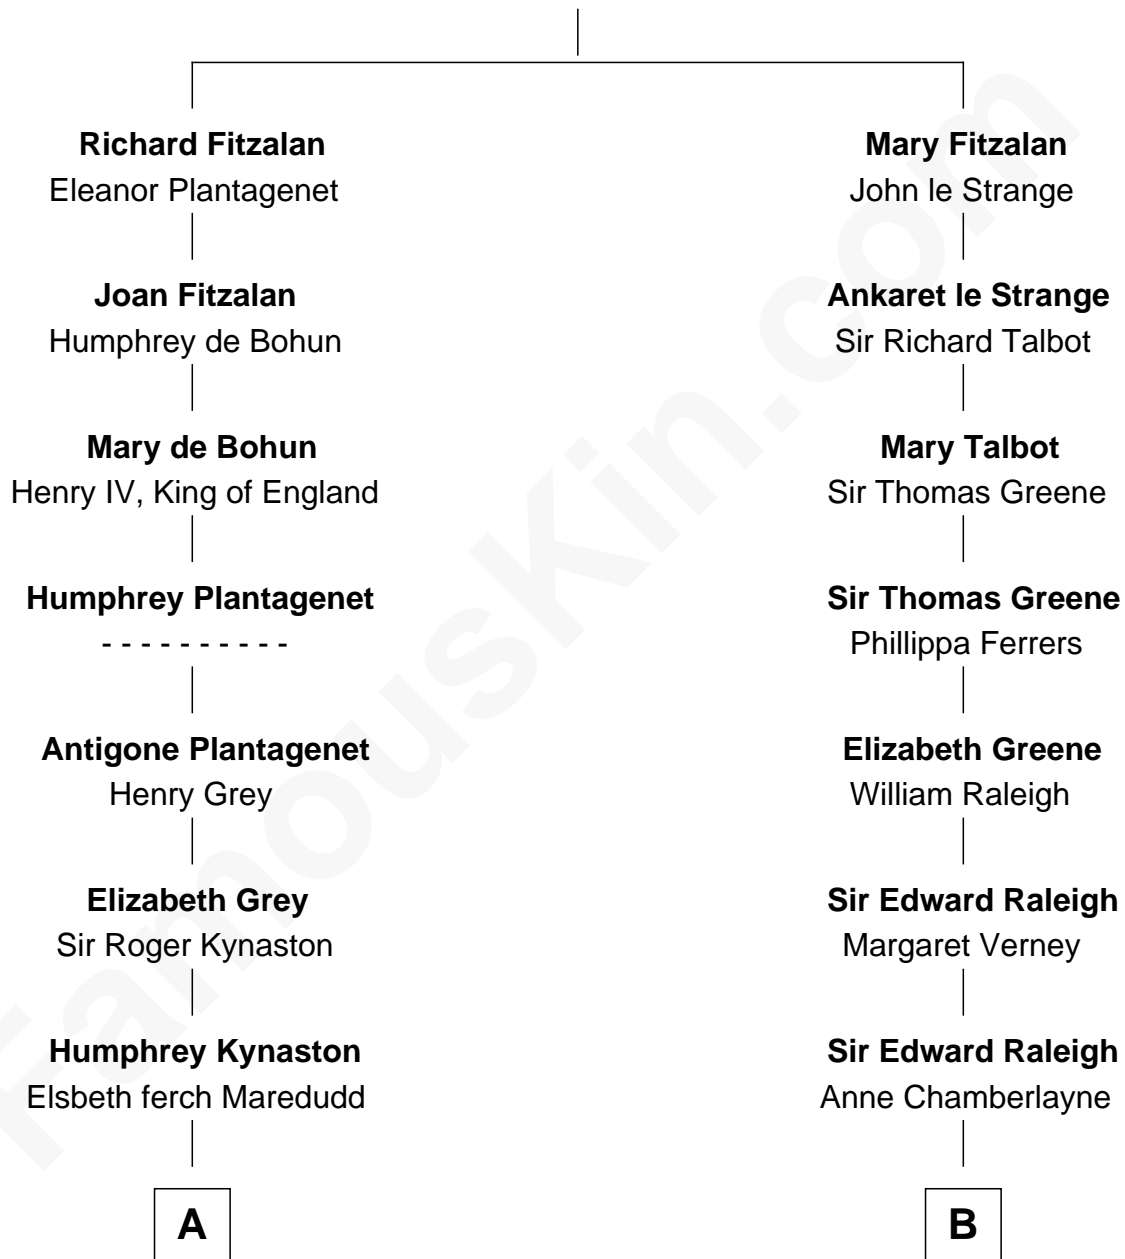 Richard Fitzalan
Eleanor Plantagenet
Joan Fitzalan
Humphrey de Bohun
Mary de Bohun
Henry IV, King of England
Humphrey Plantagenet
- - - - - - - - - -
Antigone Plantagenet
Henry Grey
Elizabeth Grey
Sir Roger Kynaston
Humphrey Kynaston
Elsbeth ferch Maredudd
A
Mary Fitzalan
John le Strange
Ankaret le Strange
Sir Richard Talbot
Mary Talbot
Sir Thomas Greene
Sir Thomas Greene
Phillippa Ferrers
Elizabeth Greene
William Raleigh
Sir Edward Raleigh
Margaret Verney
Sir Edward Raleigh
Anne Chamberlayne
B
FamousKin.com